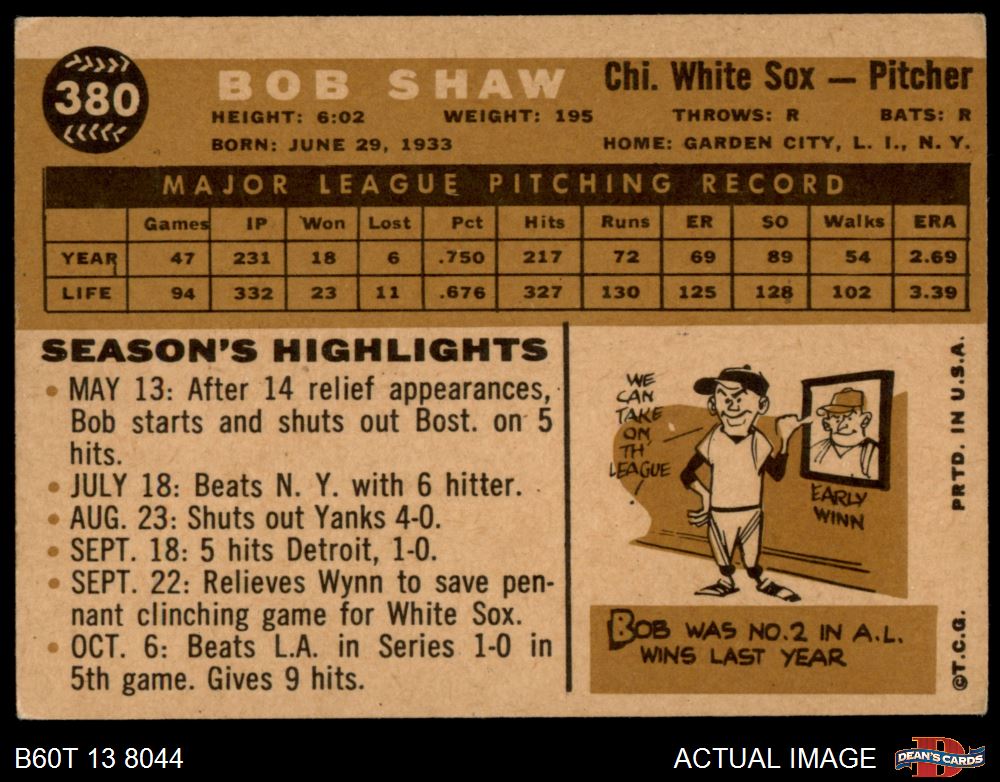 380
BOB SHAW
Chi. White Sox — Pitcher
HEIGHT: 6:02 WEIGHT: 195 THROWS: R BATS: R
BORN: JUNE 29, 1933 HOME: GARDEN CITY, L. I., N. Y.
MAJOR LEAGUE PITCHING RECORD
Games IP Won Lost Pct Hits Runs ER SO Walks ERA
YEAR 47 231 18 6 .750 217 72 69 89 54 2.69
LIFE 94 332 23 11 .676 327 130 125 128 102 3.39
SEASON'S HIGHLIGHTS
• MAY 13: After 14 relief appearances,
Bob starts and shuts out Bost. on 5
hits.
• JULY 18: Beats N. Y. with 6 hitter.
• AUG. 23: Shuts out Yanks 4-0.
• SEPT. 18: 5 hits Detroit, 1-0.
• SEPT. 22: Relieves Wynn to save pen-
nant clinching game for White Sox.
• OCT. 6: Beats L.A. in Series 1-0 in
5th game. Gives 9 hits.
WE
CAN
TAKE
ON
TH'
LEAGUE
!
EARLY
WINN
BOB WAS NO.2 IN A.L.
WINS LAST YEAR
PRTD. IN U.S.A.
©T.C.G.
B60T 13 8044
ACTUAL IMAGE
D
DEAN'S CARDS